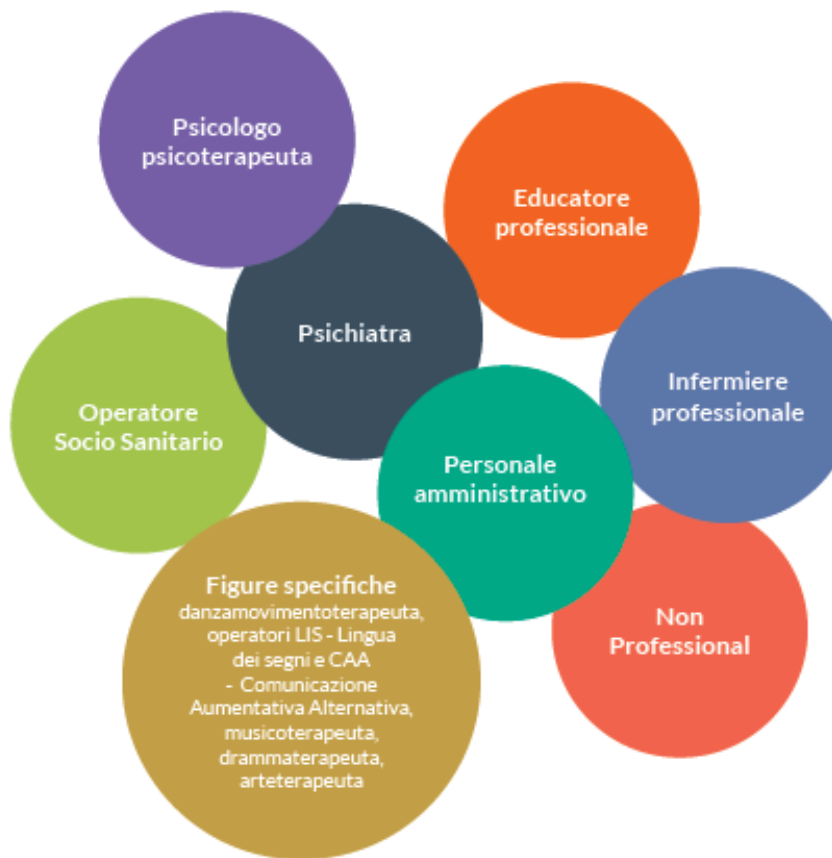 Psicologo
psicoterapeuta
Educatore
professionale
Psichiatra
Infermiere
professionale
Operatore
Socio Sanitario
Personale
amministrativo
Figure specifiche
danzamovimentoterapeuta,
operatori LIS - Lingua
dei segni e CAA
- Comunicazione
Aumentativa Alternativa,
musicoterapeuta,
drammaterapeuta,
arteterapeuta
Non
Professional